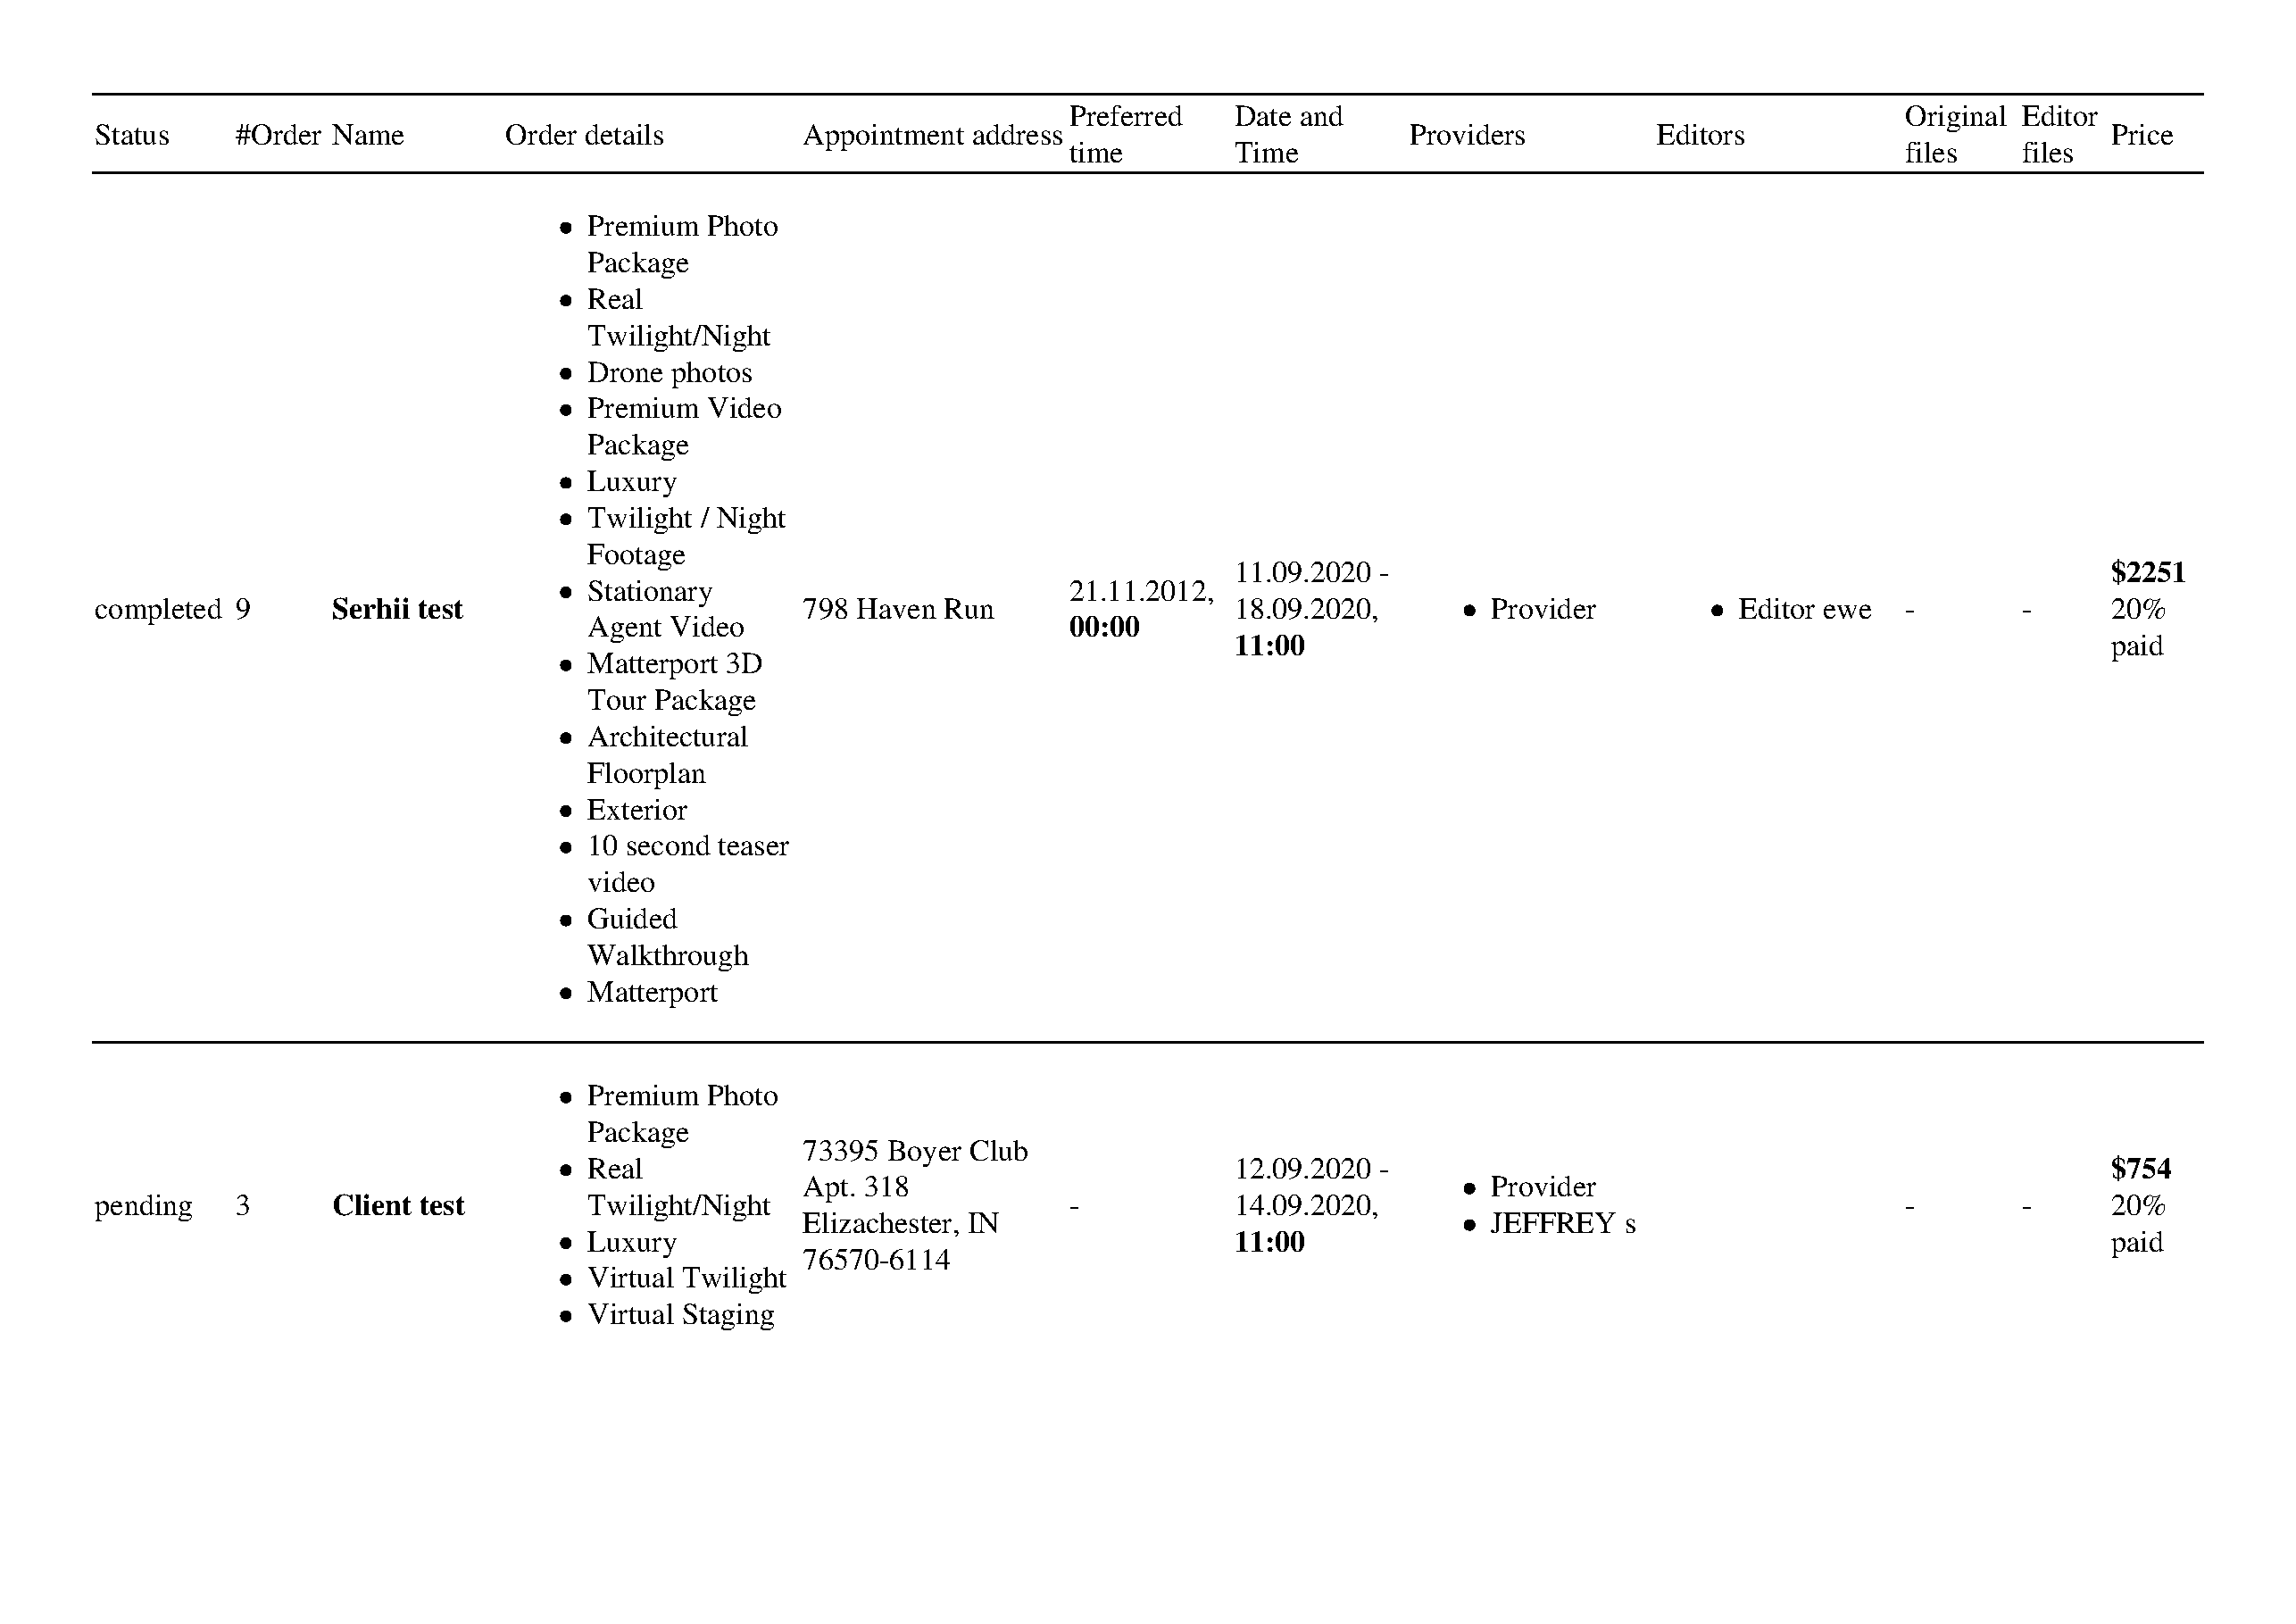 Status #Order Name Order details Appointment address Preferred time Date and Time Providers Editors Original files Editor files Price
• Premium Photo
Package
• Real
Twilight/Night
• Drone photos
• Premium Video
Package
• Luxury
• Twilight / Night
Footage
• Stationary
Agent Video
• Matterport 3D
Tour Package
• Architectural
Floorplan
• Exterior
• 10 second teaser
video
• Guided
Walkthrough
• Matterport
completed 9 Serhii test
798 Haven Run
21.11.2012,
00:00
11.09.2020 -
18.09.2020,
11:00
• Provider
• Editor ewe
-
-
$2251
20%
paid
pending 3 Client test
• Premium Photo
Package
• Real
Twilight/Night
• Luxury
• Virtual Twilight
• Virtual Staging
73395 Boyer Club
Apt. 318
Elizachester, IN
76570-6114
-
12.09.2020 -
14.09.2020,
11:00
• Provider
• JEFFREY s
-
-
$754
20%
paid